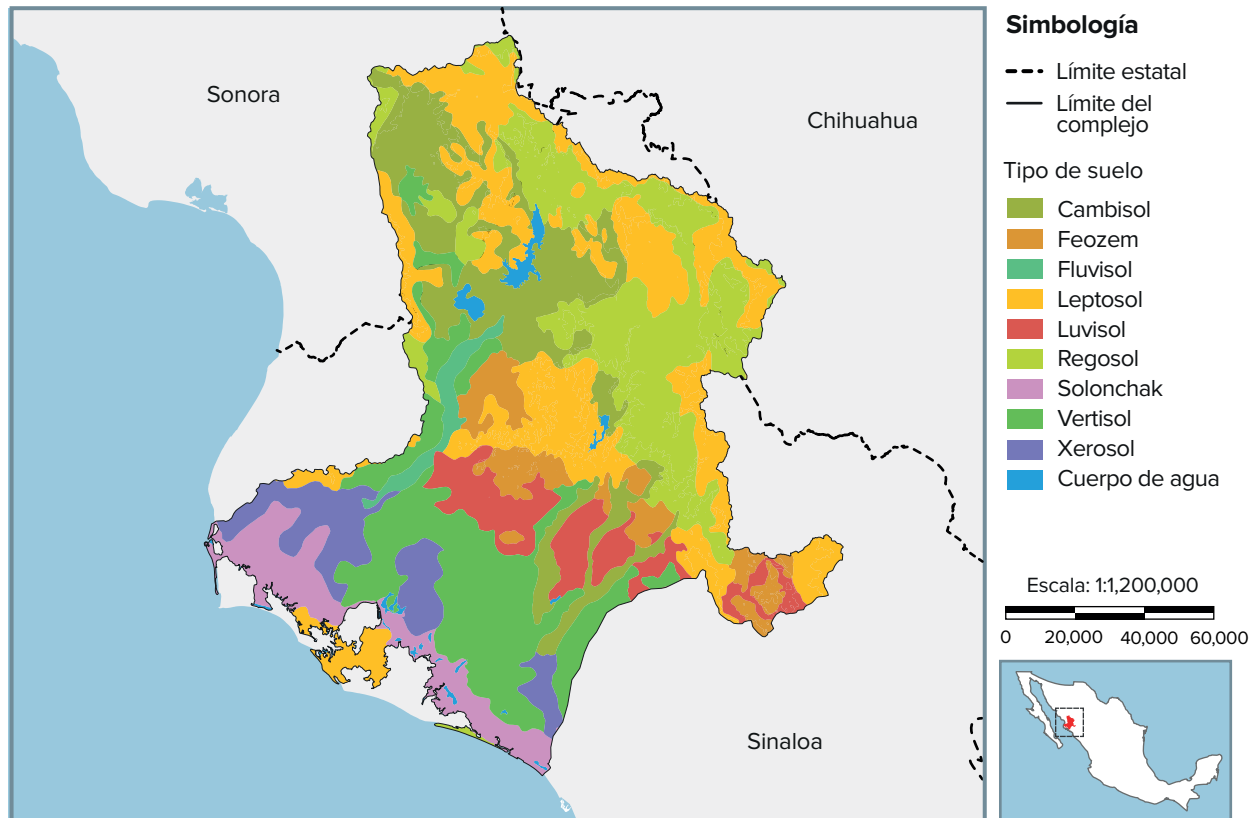 Sonora
Chihuahua
Sinaloa
Simbología
Límite estatal
Límite del
complejo
Tipo de suelo
Cambisol
Feozem
Fluvisol
Leptosol
Luvisol
Regosol
Solonchak
Vertisol
Xerosol
Cuerpo de agua
Escala: 1:1,200,000
0 20,000 40,000 60,000